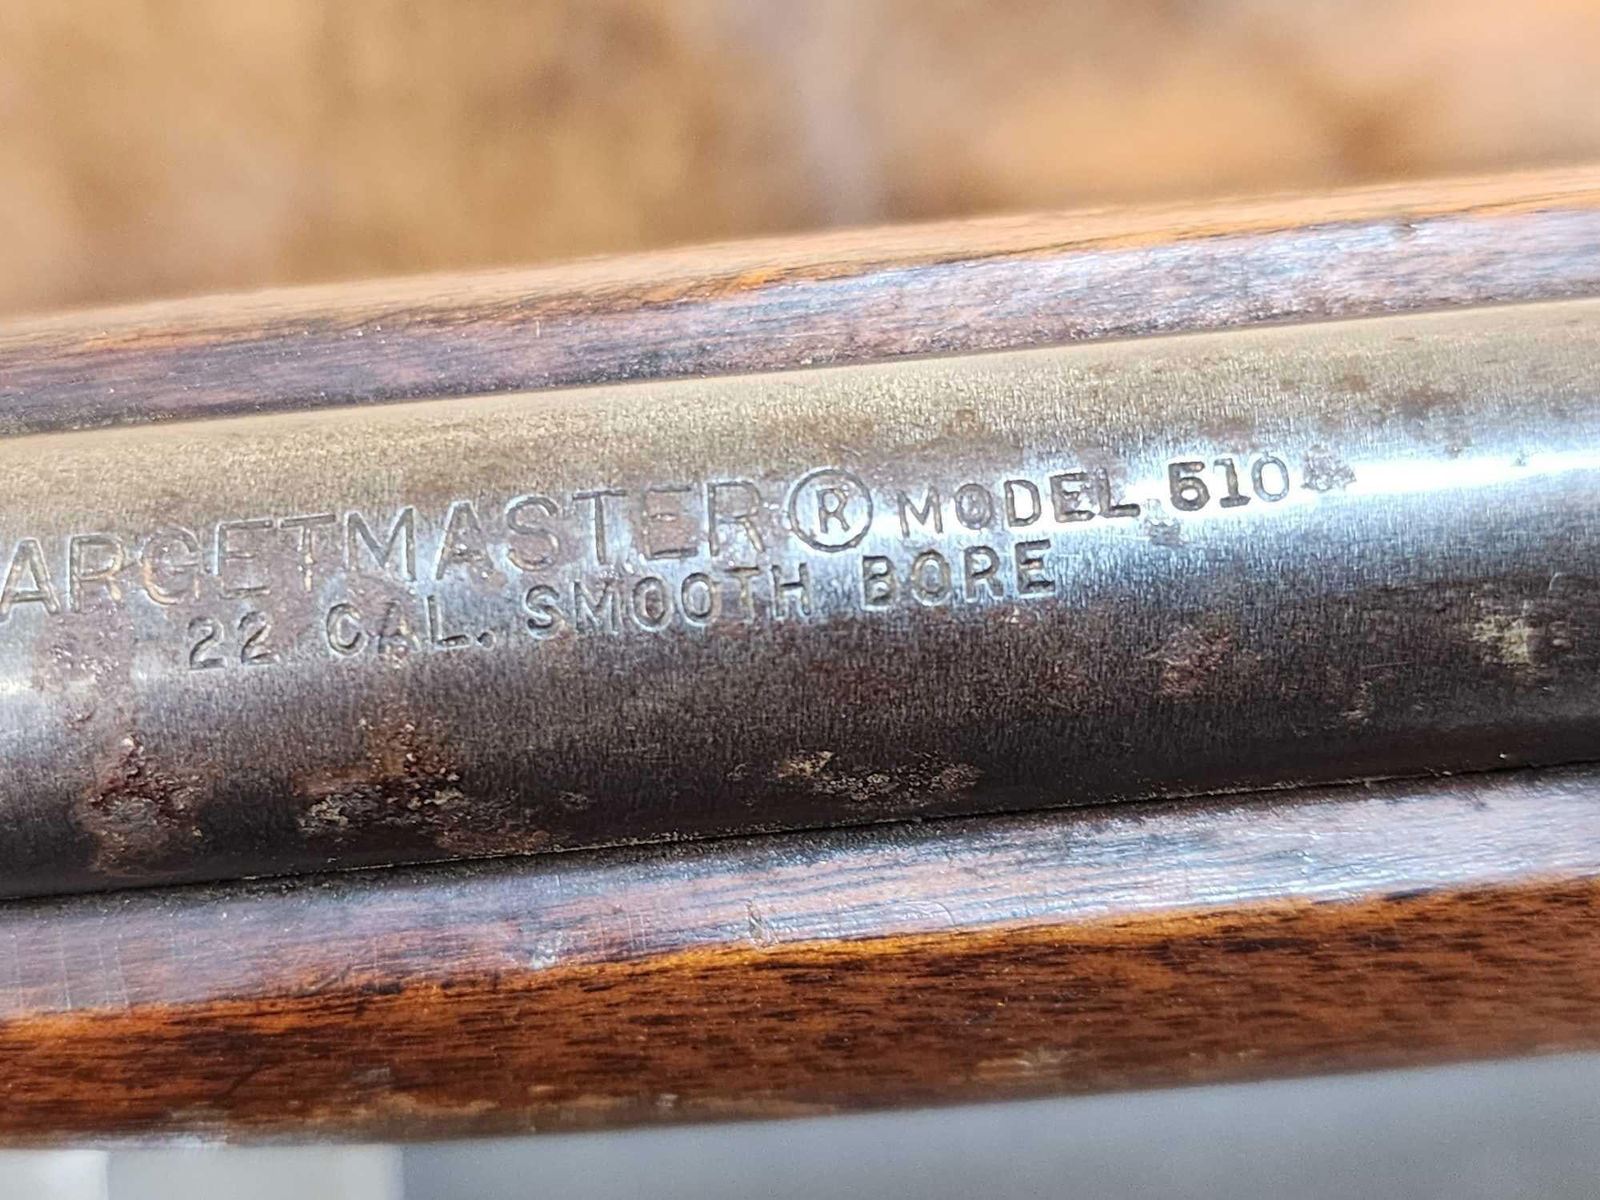 ARGETMASTER® MODEL 510
22 CAL. SMOOTH BORE